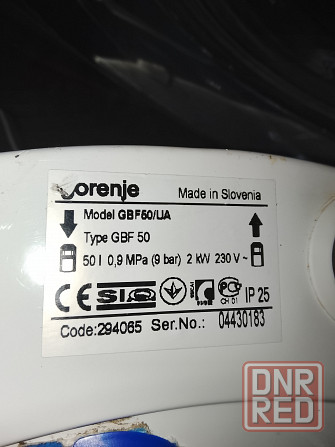 gorenje Made in Slovenia
Model GBF50/UA
Type GBF 50
50 l 0,9 MPa (9 bar) 2 kW 230 V ~
CE SIQ IP 25
Code:294065 Ser.No.: 04430183
DNR
RED